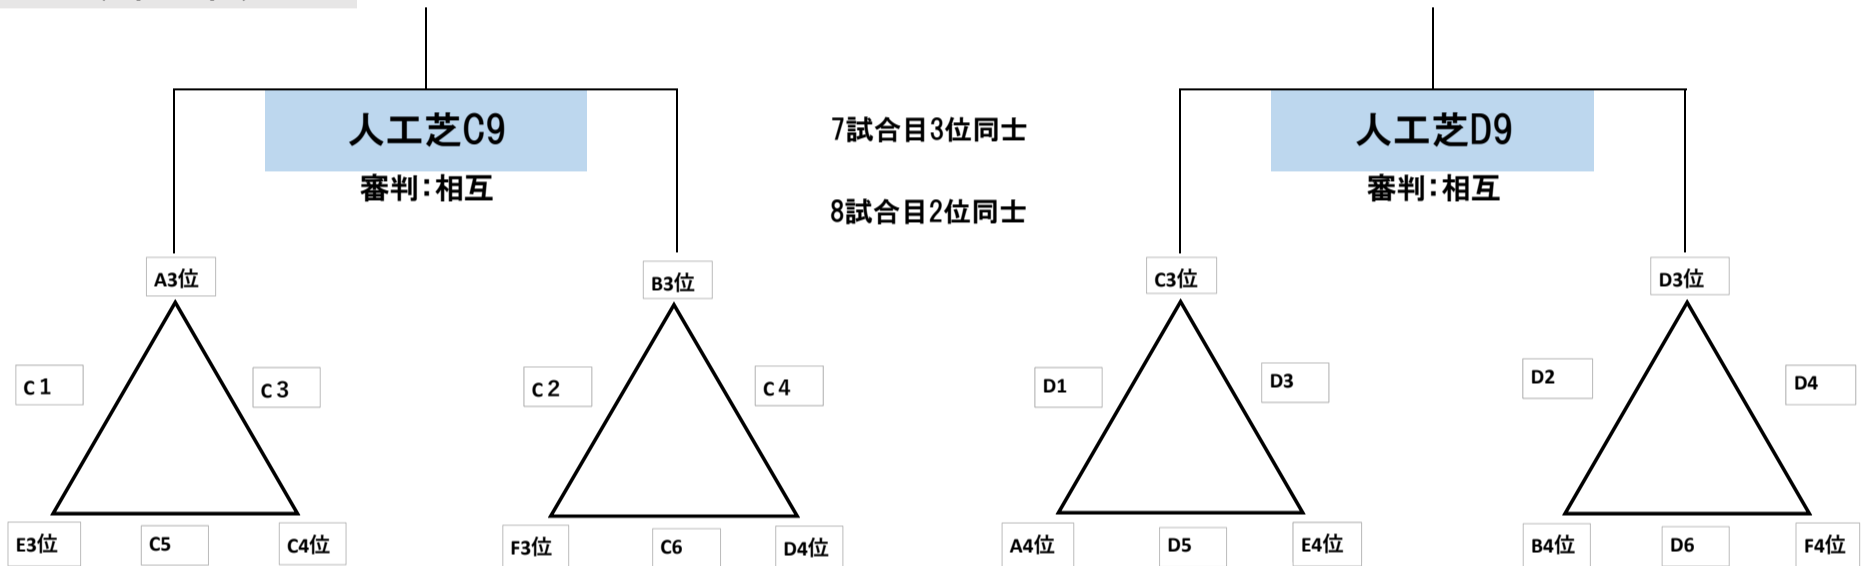 人工芝C9
審判:相互
7試合目3位同士
8試合目2位同士
人工芝D9
審判:相互
A3位
C１
C３
E3位
C5
C4位
B3位
C２
C４
F3位
C6
D4位
C3位
D1
D3
A4位
D5
E4位
D3位
D2
D4
B4位
D6
F4位